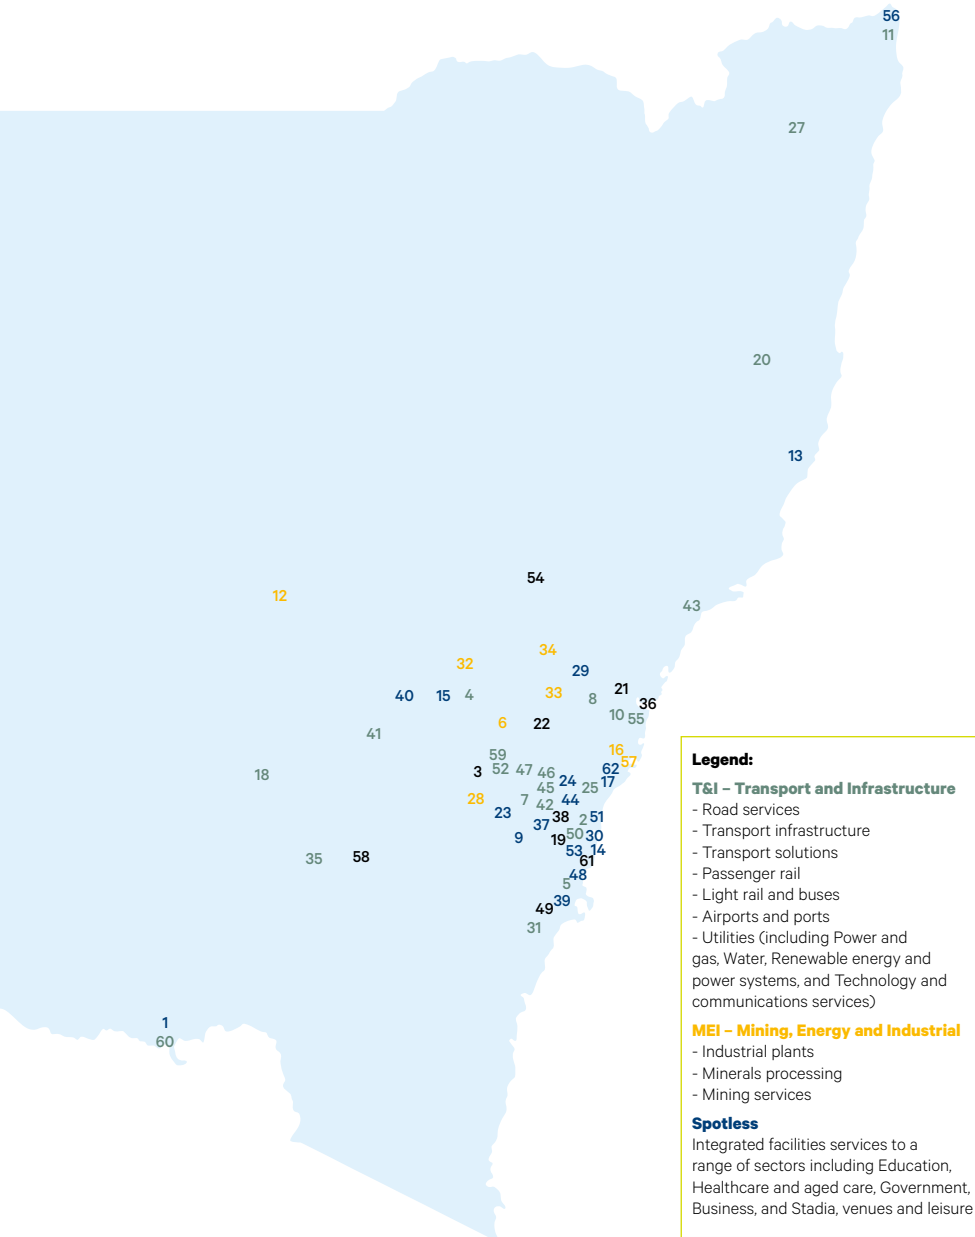 56
11
27
20
13
54
12
43
34
32
29
40 15 4 33 8 21
36
6 22 10 55
41
59 16
57
18 3 52 47 46 62
45 24 25 17
28 7 42 44
23 38 2 51
37
9 19 50 30
35 58 53 14
61
5 48
49 39
31
1
60
Legend:
T&I – Transport and Infrastructure
- Road services
- Transport infrastructure
- Transport solutions
- Passenger rail
- Light rail and buses
- Airports and ports
- Utilities (including Power and
gas, Water, Renewable energy and
power systems, and Technology and
communications services)
MEI – Mining, Energy and Industrial
- Industrial plants
- Minerals processing
- Mining services
Spotless
Integrated facilities services to a
range of sectors including Education,
Healthcare and aged care, Government,
Business, and Stadia, venues and leisure